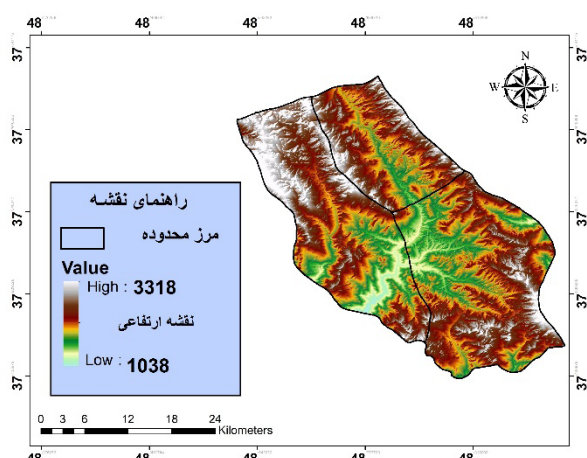 48 48 48 48 48
37 37
37 37
37 37
37 37
37 37
N
W E
S
راهنمای نقشه
مرز محدوده
Value
High : 3318
نقشه ارتفاعی
Low : 1038
0 3 6 12 18 24
Kilometers
48 48 48 48 48